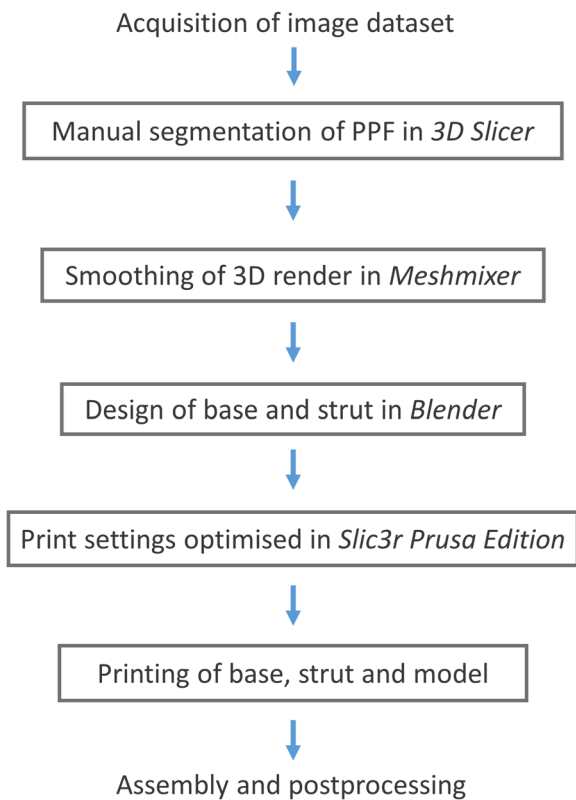 Acquisition of image dataset
Manual segmentation of PPF in 3D Slicer
Smoothing of 3D render in Meshmixer
Design of base and strut in Blender
Print settings optimised in Slic3r Prusa Edition
Printing of base, strut and model
Assembly and postprocessing